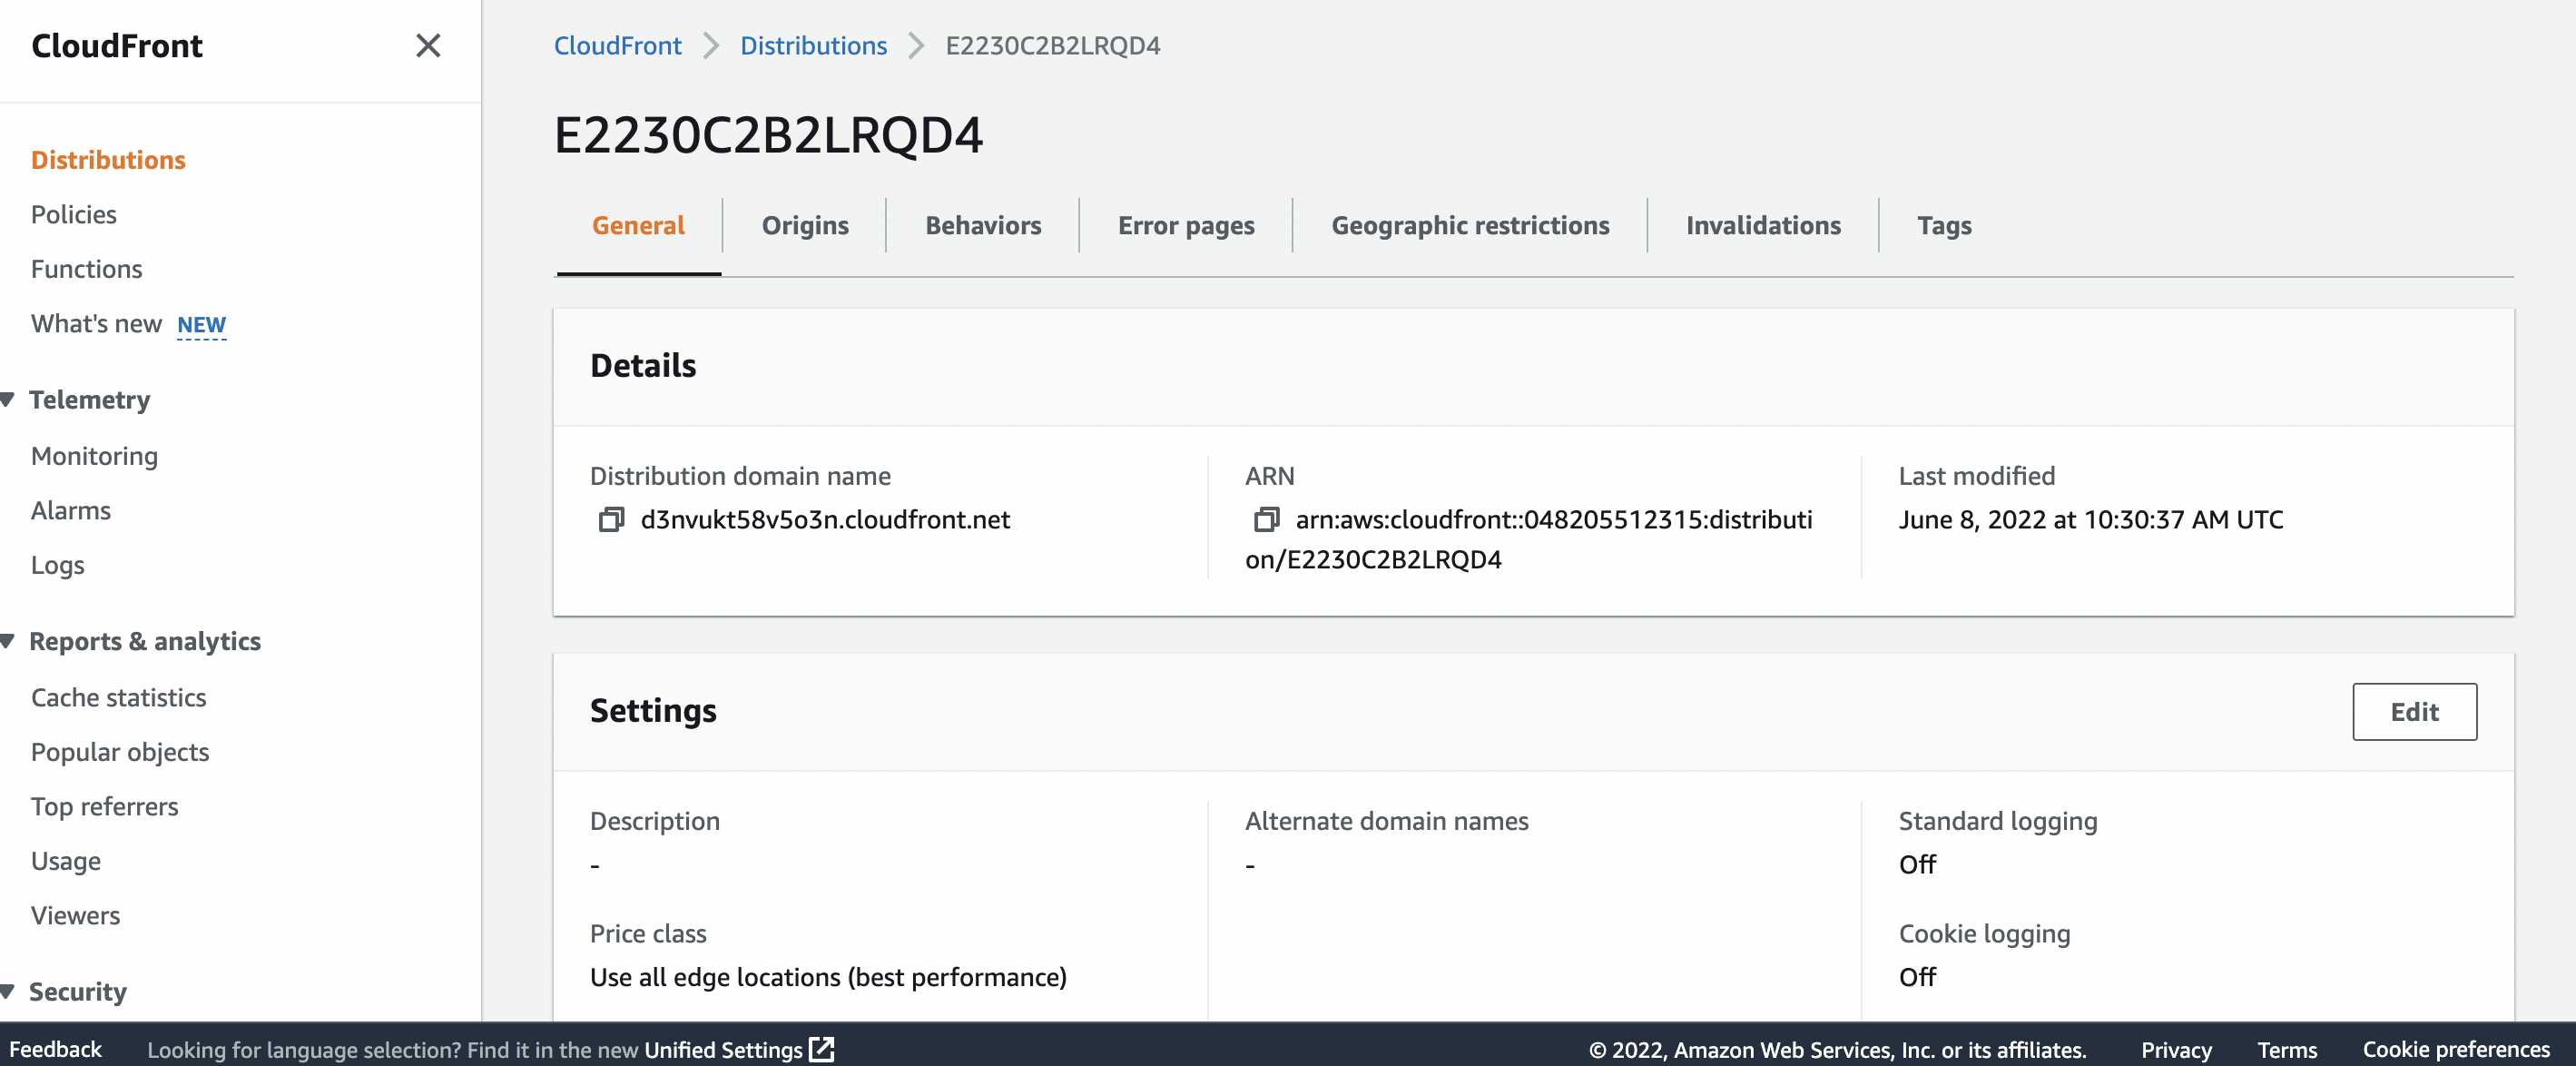 CloudFront
Distributions
Policies
Functions
What's new NEW
Telemetry
Monitoring
Alarms
Logs
Reports & analytics
Cache statistics
Popular objects
Top referrers
Usage
Viewers
Security
CloudFront Distributions E2230C2B2LRQD4
E2230C2B2LRQD4
General Origins Behaviors Error pages Geographic restrictions Invalidations Tags
Details
Distribution domain name
d3nvukt58v5o3n.cloudfront.net
ARN
arn:aws:cloudfront::048205512315:distributi
on/E2230C2B2LRQD4
Last modified
June 8, 2022 at 10:30:37 AM UTC
Settings
Edit
Description
-
Price class
Use all edge locations (best performance)
Alternate domain names
-
Standard logging
Off
Cookie logging
Off
Feedback Looking for language selection? Find it in the new Unified Settings © 2022, Amazon Web Services, Inc. or its affiliates. Privacy Terms Cookie preferences